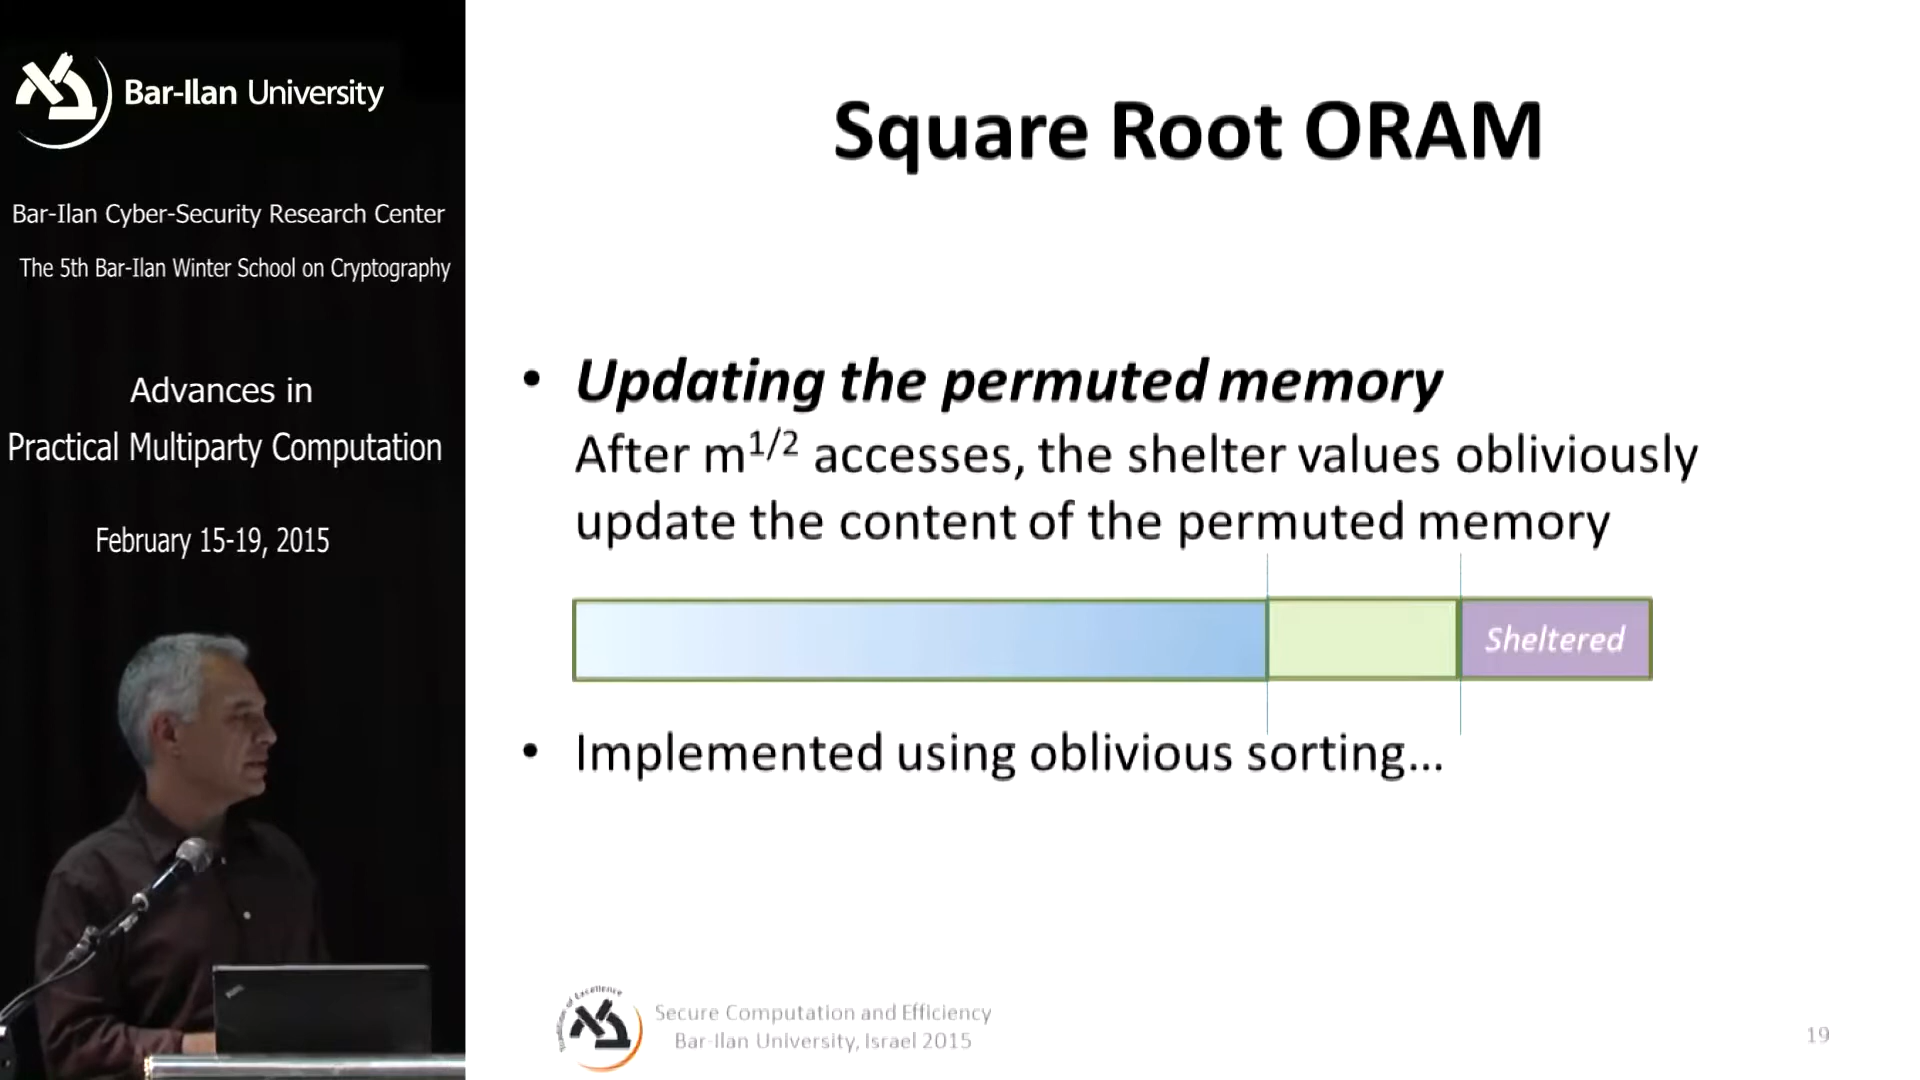 Bar-Ilan University
Bar-Ilan Cyber-Security Research Center
The 5th Bar-Ilan Winter School on Cryptography
Advances in
Practical Multiparty Computation
February 15-19, 2015
Square Root ORAM
• Updating the permuted memory
After m^1/2 accesses, the shelter values obliviously
update the content of the permuted memory
Sheltered
• Implemented using oblivious sorting...
of Excellence
Secure Computation and Efficiency
Bar-Ilan University, Israel 2015
19